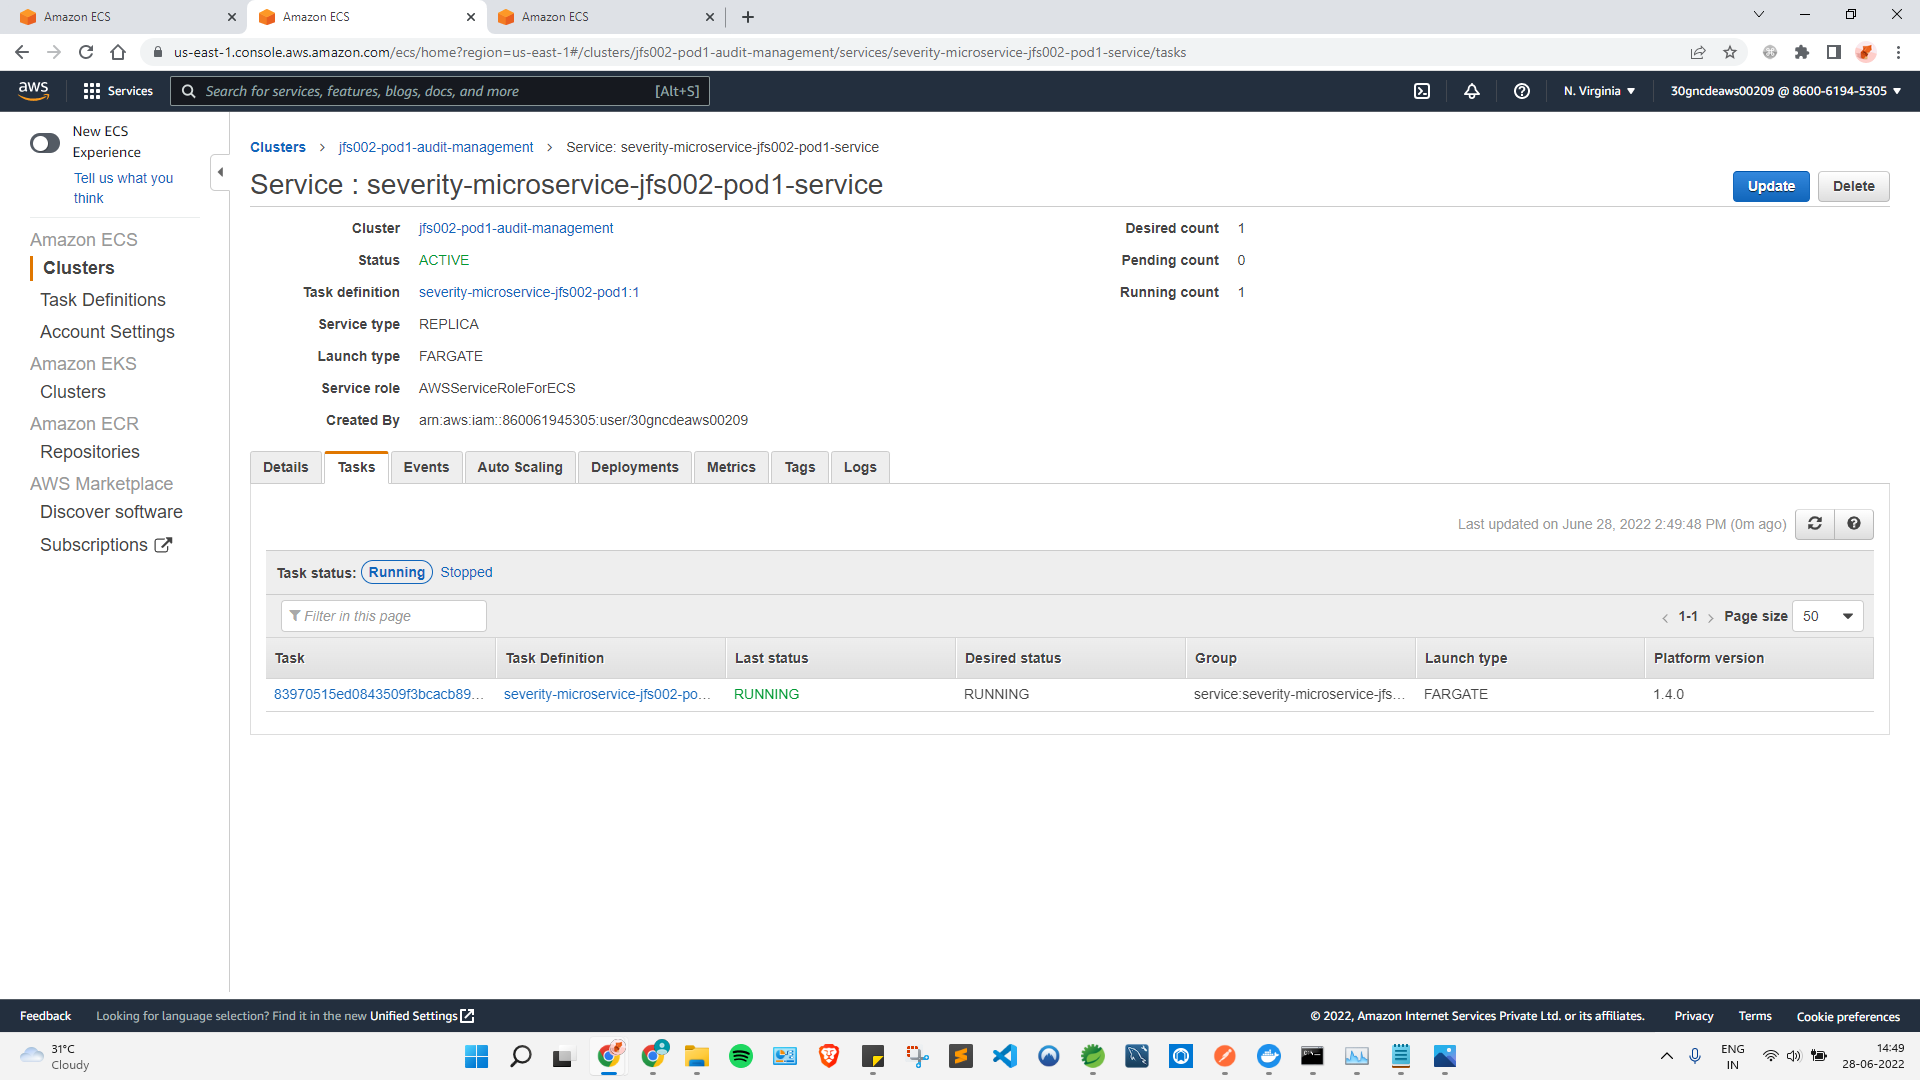 Amazon ECS
Amazon ECS
Amazon ECS
us-east-1.console.aws.amazon.com/ecs/home?region=us-east-1#/clusters/jfs002-pod1-audit-management/services/severity-microservice-jfs002-pod1-service/tasks
aws Services Search for services, features, blogs, docs, and more [Alt+S] N. Virginia 30gncdeaws00209 @ 8600-6194-5305
New ECS
Experience
Tell us what you
think
Amazon ECS
Clusters
Task Definitions
Account Settings
Amazon EKS
Clusters
Amazon ECR
Repositories
AWS Marketplace
Discover software
Subscriptions
Clusters jfs002-pod1-audit-management Service: severity-microservice-jfs002-pod1-service
Service : severity-microservice-jfs002-pod1-service Update Delete
Cluster jfs002-pod1-audit-management Desired count 1
Status ACTIVE Pending count 0
Task definition severity-microservice-jfs002-pod1:1 Running count 1
Service type REPLICA
Launch type FARGATE
Service role AWSServiceRoleForECS
Created By arn:aws:iam::860061945305:user/30gncdeaws00209
Details Tasks Events Auto Scaling Deployments Metrics Tags Logs
Last updated on June 28, 2022 2:49:48 PM (0m ago)
Task status: Running Stopped
Filter in this page 1-1 Page size 50
Task Task Definition Last status Desired status Group Launch type Platform version
83970515ed0843509f3bcacb89... severity-microservice-jfs002-po... RUNNING RUNNING service:severity-microservice-jfs... FARGATE 1.4.0
Feedback Looking for language selection? Find it in the new Unified Settings © 2022, Amazon Internet Services Private Ltd. or its affiliates. Privacy Terms Cookie preferences
31°C
Cloudy
ENG
IN
14:49
28-06-2022